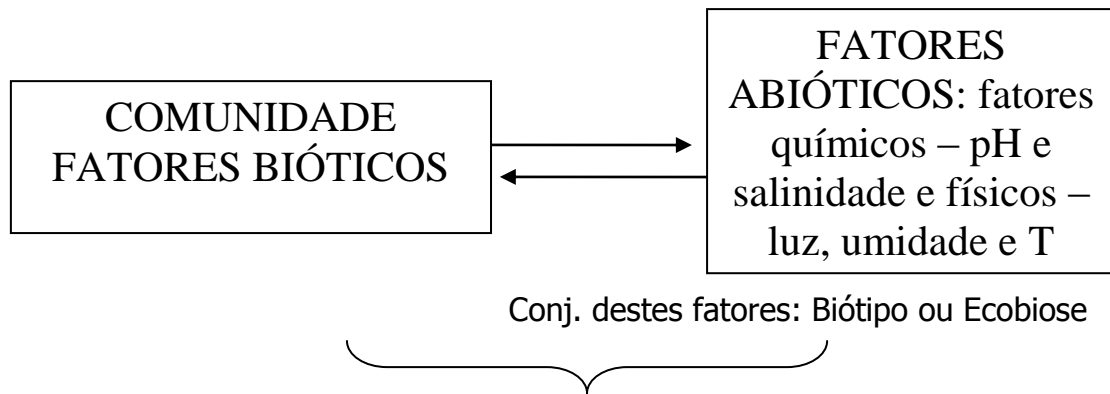 COMUNIDADE
FATORES BIÓTICOS
FATORES
ABIÓTICOS: fatores
químicos – pH e
salinidade e físicos –
luz, umidade e T
Conj. destes fatores: Biótipo ou Ecobiose